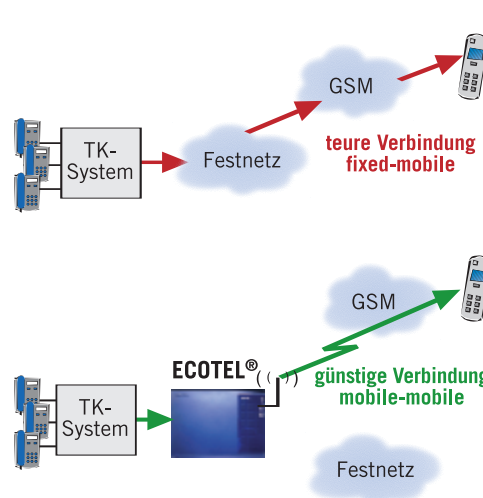 GSM
teure Verbindung
fixed-mobile
TK-
System
Festnetz
GSM
ECOTEL®
günstige Verbindung
mobile-mobile
TK-
System
Festnetz